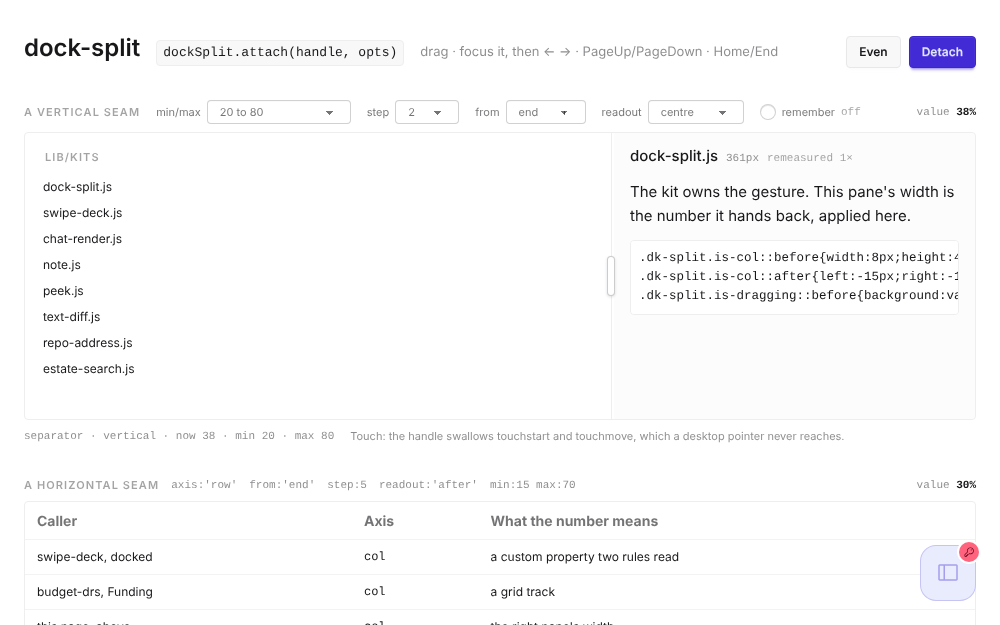 dock-split dockSplit.attach(handle, opts) drag · focus it, then ← → · PageUp/PageDown · Home/End Even Detach
A VERTICAL SEAM min/max 20 to 80 step 2 from end readout centre remember off value 38%
LIB/KITS
dock-split.js
swipe-deck.js
chat-render.js
note.js
peek.js
text-diff.js
repo-address.js
estate-search.js
dock-split.js 361px remeasured 1×
The kit owns the gesture. This pane's width is
the number it hands back, applied here.
.dk-split.is-col::before{width:8px;height:4
.dk-split.is-col::after{left:-15px;right:-1
.dk-split.is-dragging::before{background:va
separator · vertical · now 38 · min 20 · max 80 Touch: the handle swallows touchstart and touchmove, which a desktop pointer never reaches.
A HORIZONTAL SEAM axis:'row' from:'end' step:5 readout:'after' min:15 max:70 value 30%
Caller Axis What the number means
swipe-deck, docked col a custom property two rules read
budget-drs, Funding col a grid track
this page, above col the right pane's width